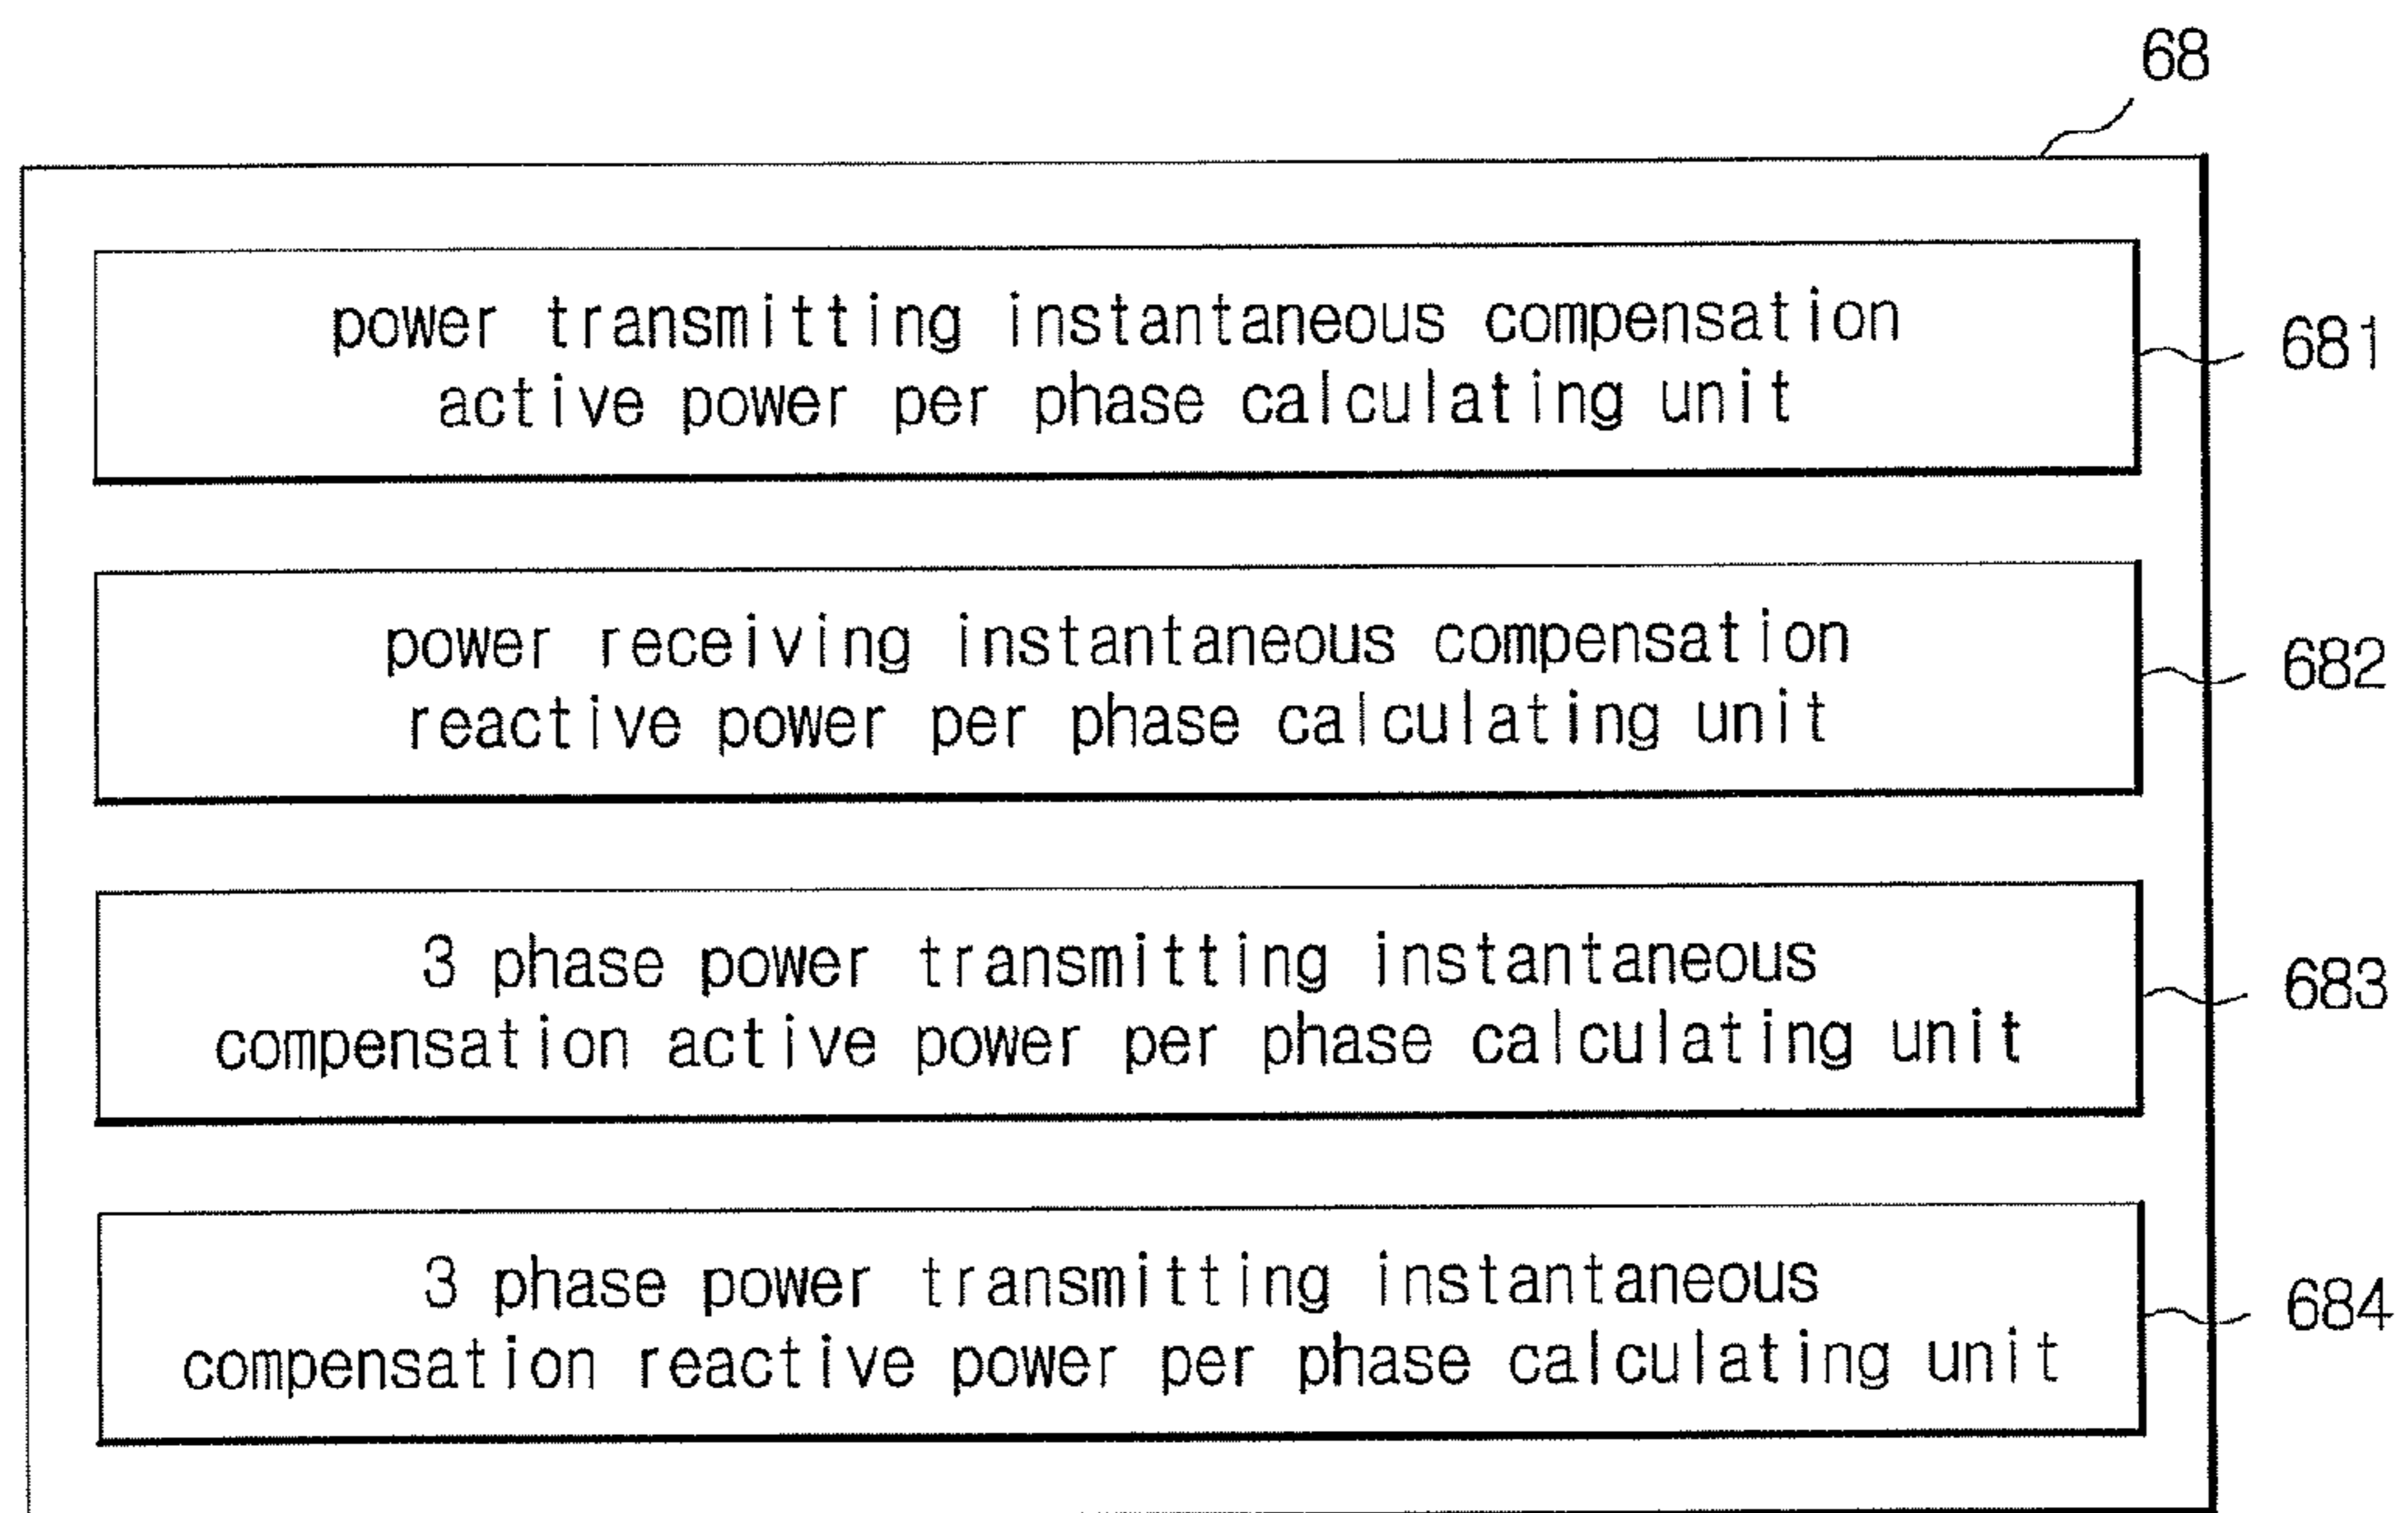 68
power transmitting instantaneous compensation
active power per phase calculating unit
681
power receiving instantaneous compensation
reactive power per phase calculating unit
682
3 phase power transmitting instantaneous
compensation active power per phase calculating unit
683
3 phase power transmitting instantaneous
compensation reactive power per phase calculating unit
684